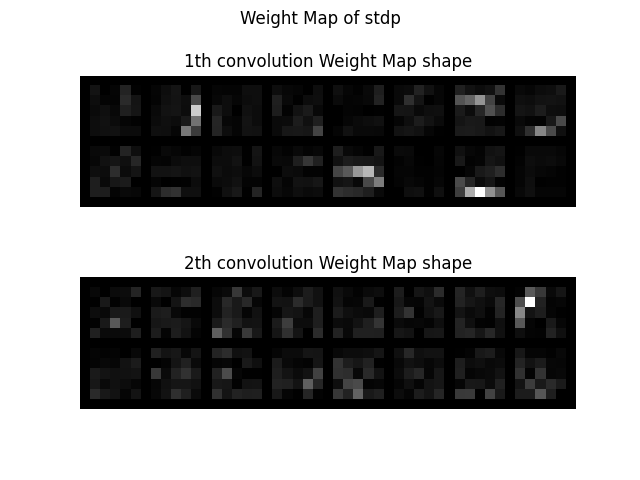 Weight Map of stdp
1th convolution Weight Map shape
2th convolution Weight Map shape